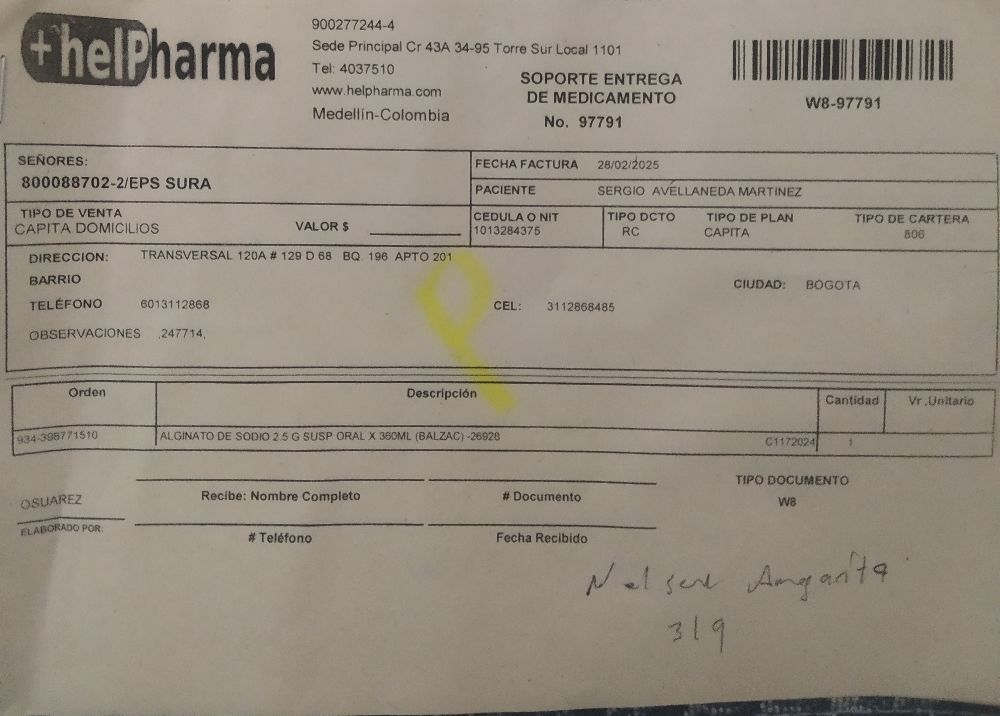 +helPharma
900277244-4
Sede Principal Cr 43A 34-95 Torre Sur Local 1101
Tel: 4037510
www.helpharma.com
Medellín-Colombia
SOPORTE ENTREGA
DE MEDICAMENTO
No. 97791
W8-97791
SEÑORES:
800088702-2/EPS SURA
FECHA FACTURA 28/02/2025
PACIENTE SERGIO AVELLANEDA MARTINEZ
TIPO DE VENTA
CAPITA DOMICILIOS
VALOR $
CEDULA O NIT
1013284375
TIPO DCTO
RC
TIPO DE PLAN
CAPITA
TIPO DE CARTERA
806
DIRECCION: TRANSVERSAL 120A # 129 D 68 BQ. 196 APTO 201
BARRIO
CIUDAD: BOGOTA
TELÉFONO 6013112868 CEL: 3112868485
OBSERVACIONES .247714,
P
Orden Descripción Cantidad Vr .Unitario
934-398771510 ALGINATO DE SODIO 2.5 G SUSP ORAL X 360ML (BALZAC) -26928 C1172024 1
OSUAREZ
ELABORADO POR:
Recibe: Nombre Completo # Documento
# Teléfono Fecha Recibido
TIPO DOCUMENTO
W8
Angarita
319